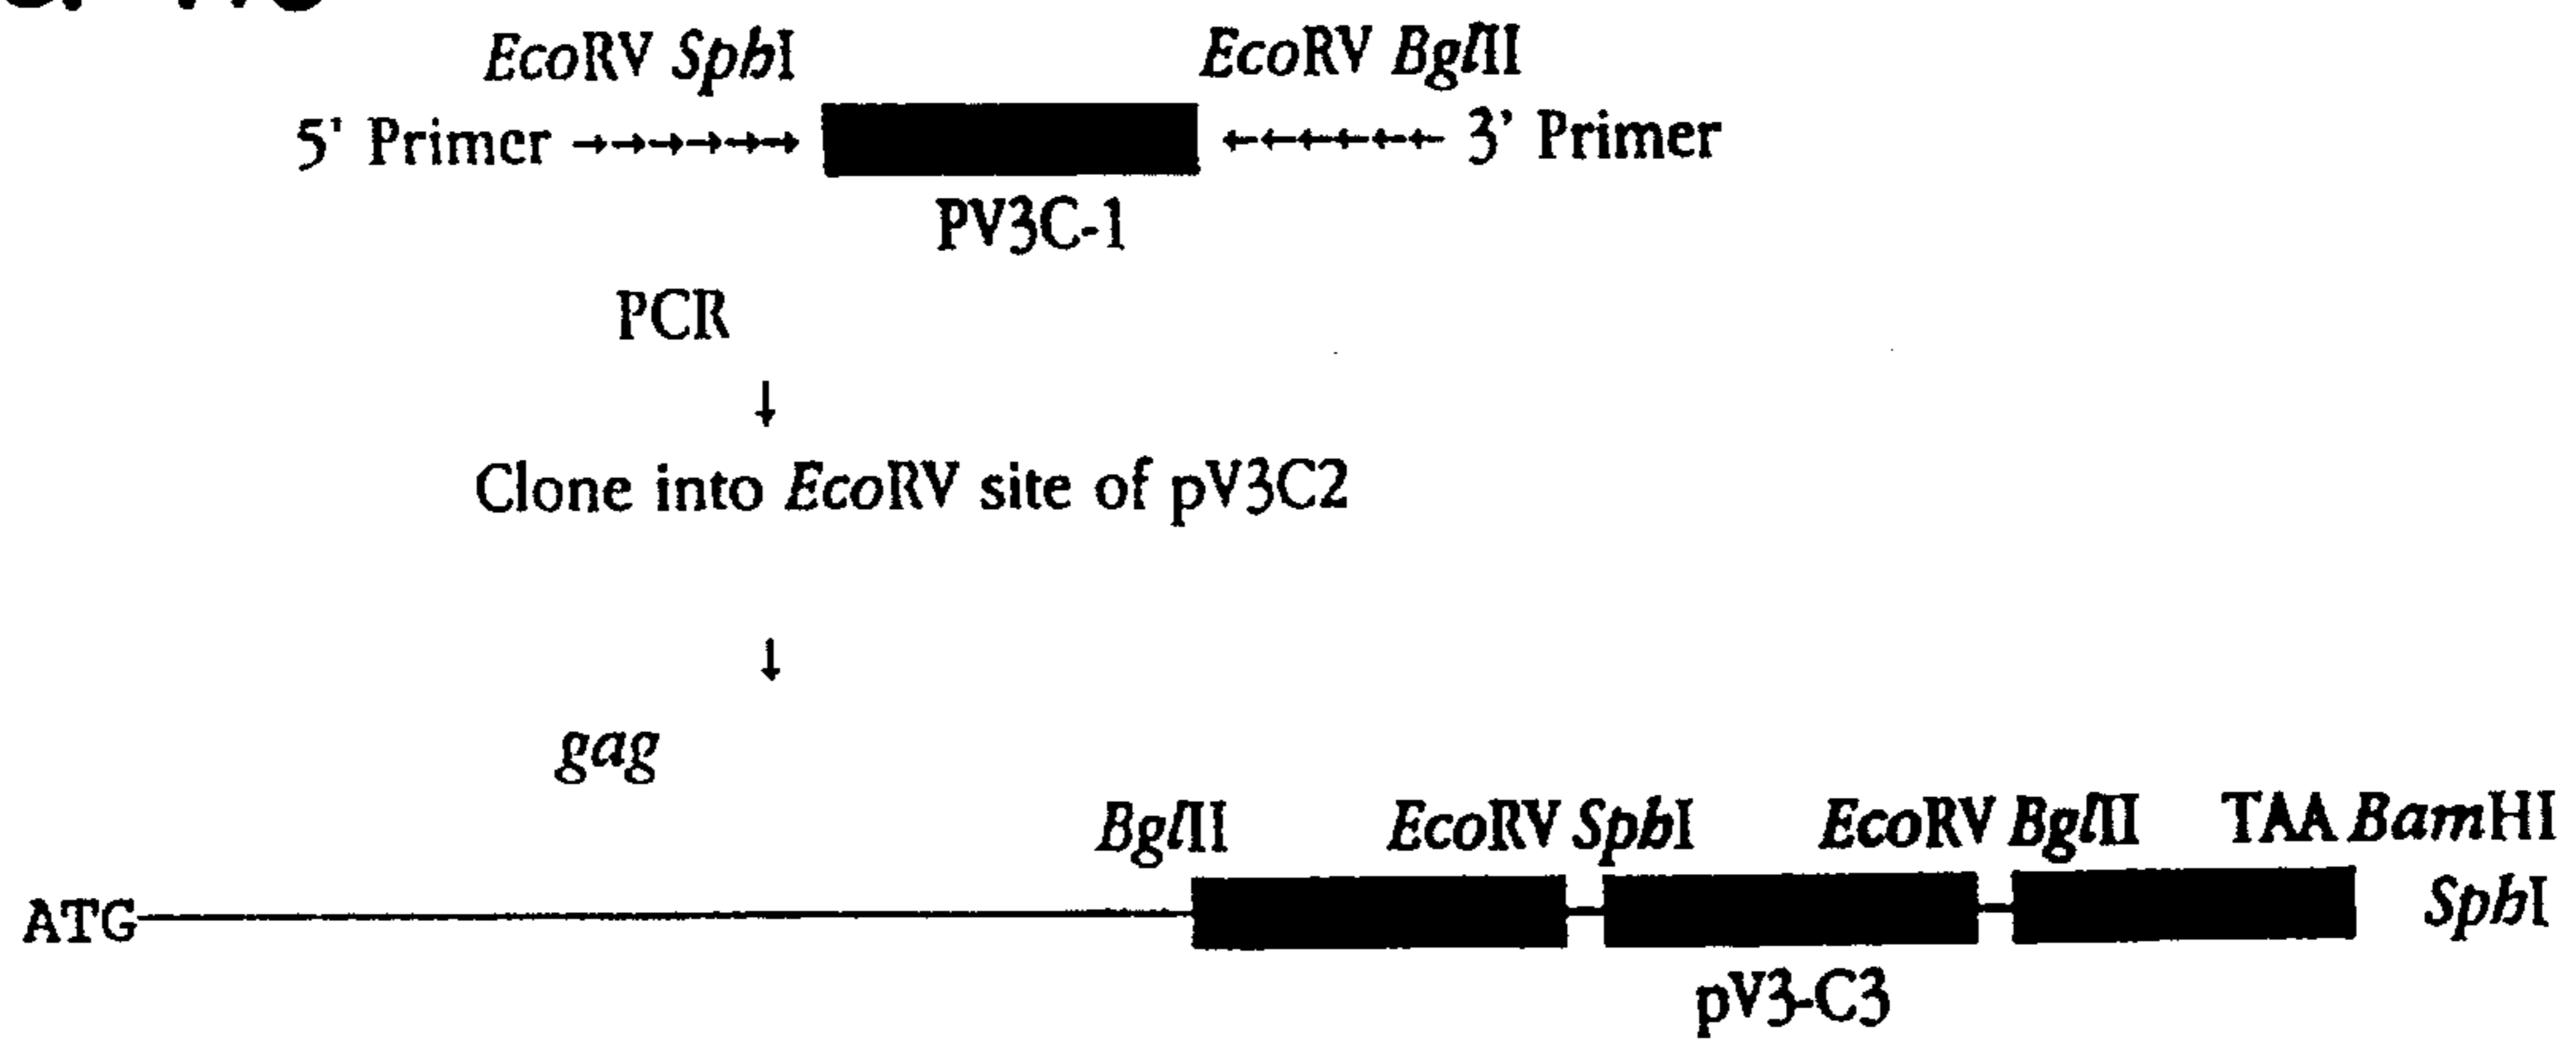 EcoRV SphI EcoRV BglII
5' Primer 3' Primer
PV3C-1
PCR
Clone into EcoRV site of pV3C2
gag
BglII EcoRV SphI EcoRV BglII TAA BamHI
ATG SphI
pV3-C3